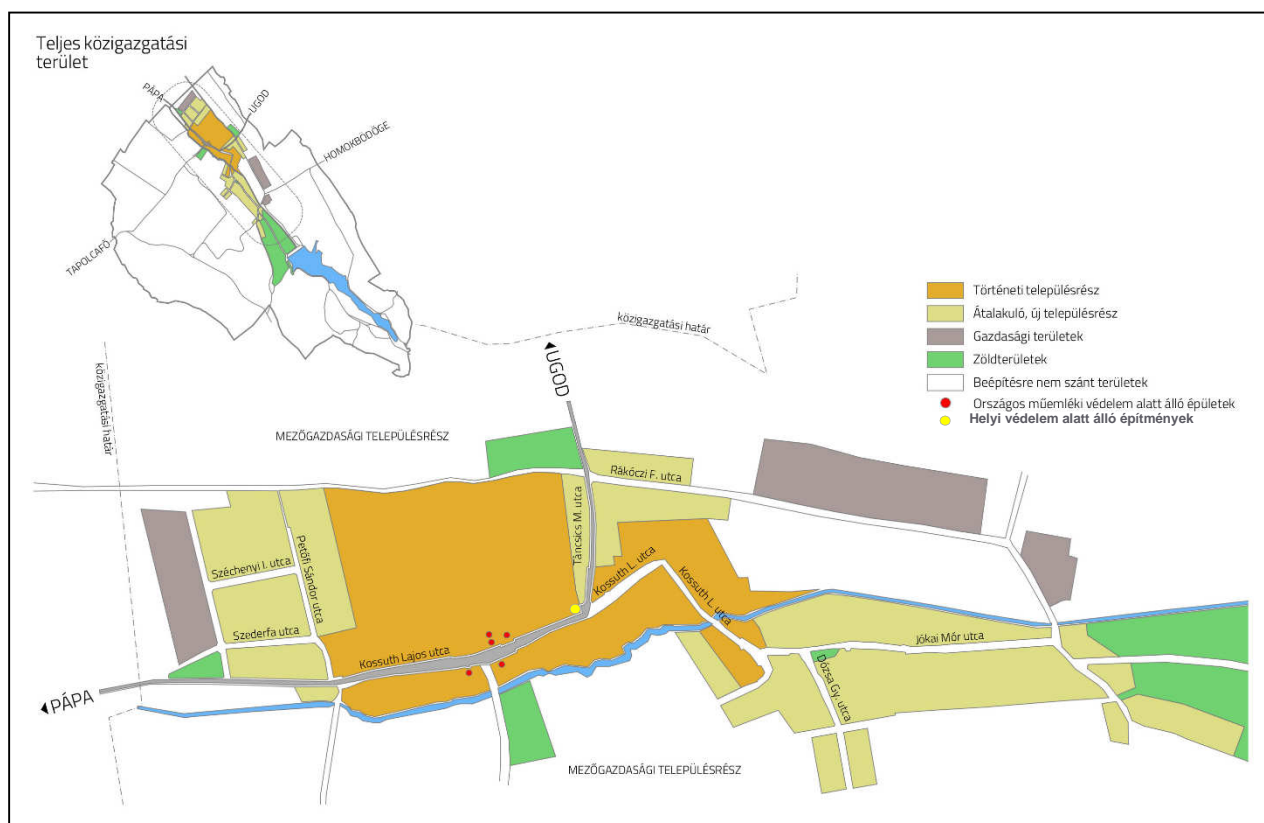 Teljes közigazgatási
terület
PÁPA
UGOD
HOMOKBÖDÖGE
TAPOLCAFŐ
Történeti településrész
Átalakuló, új településrész
Gazdasági területek
Zöldterületek
Beépítésre nem szánt területek
Országos műemléki védelem alatt álló épületek
Helyi védelem alatt álló építmények
közigazgatási határ
közigazgatási határ
UGOD
MEZŐGAZDASÁGI TELEPÜLÉSRÉSZ
Rákóczi F. utca
Táncsics M. utca
Petőfi Sándor utca
Széchenyi I. utca
Szederfa utca
Kossuth L. utca
Kossuth L. utca
Kossuth Lajos utca
Jókai Mór utca
Dózsa Gy. utca
PÁPA
MEZŐGAZDASÁGI TELEPÜLÉSRÉSZ